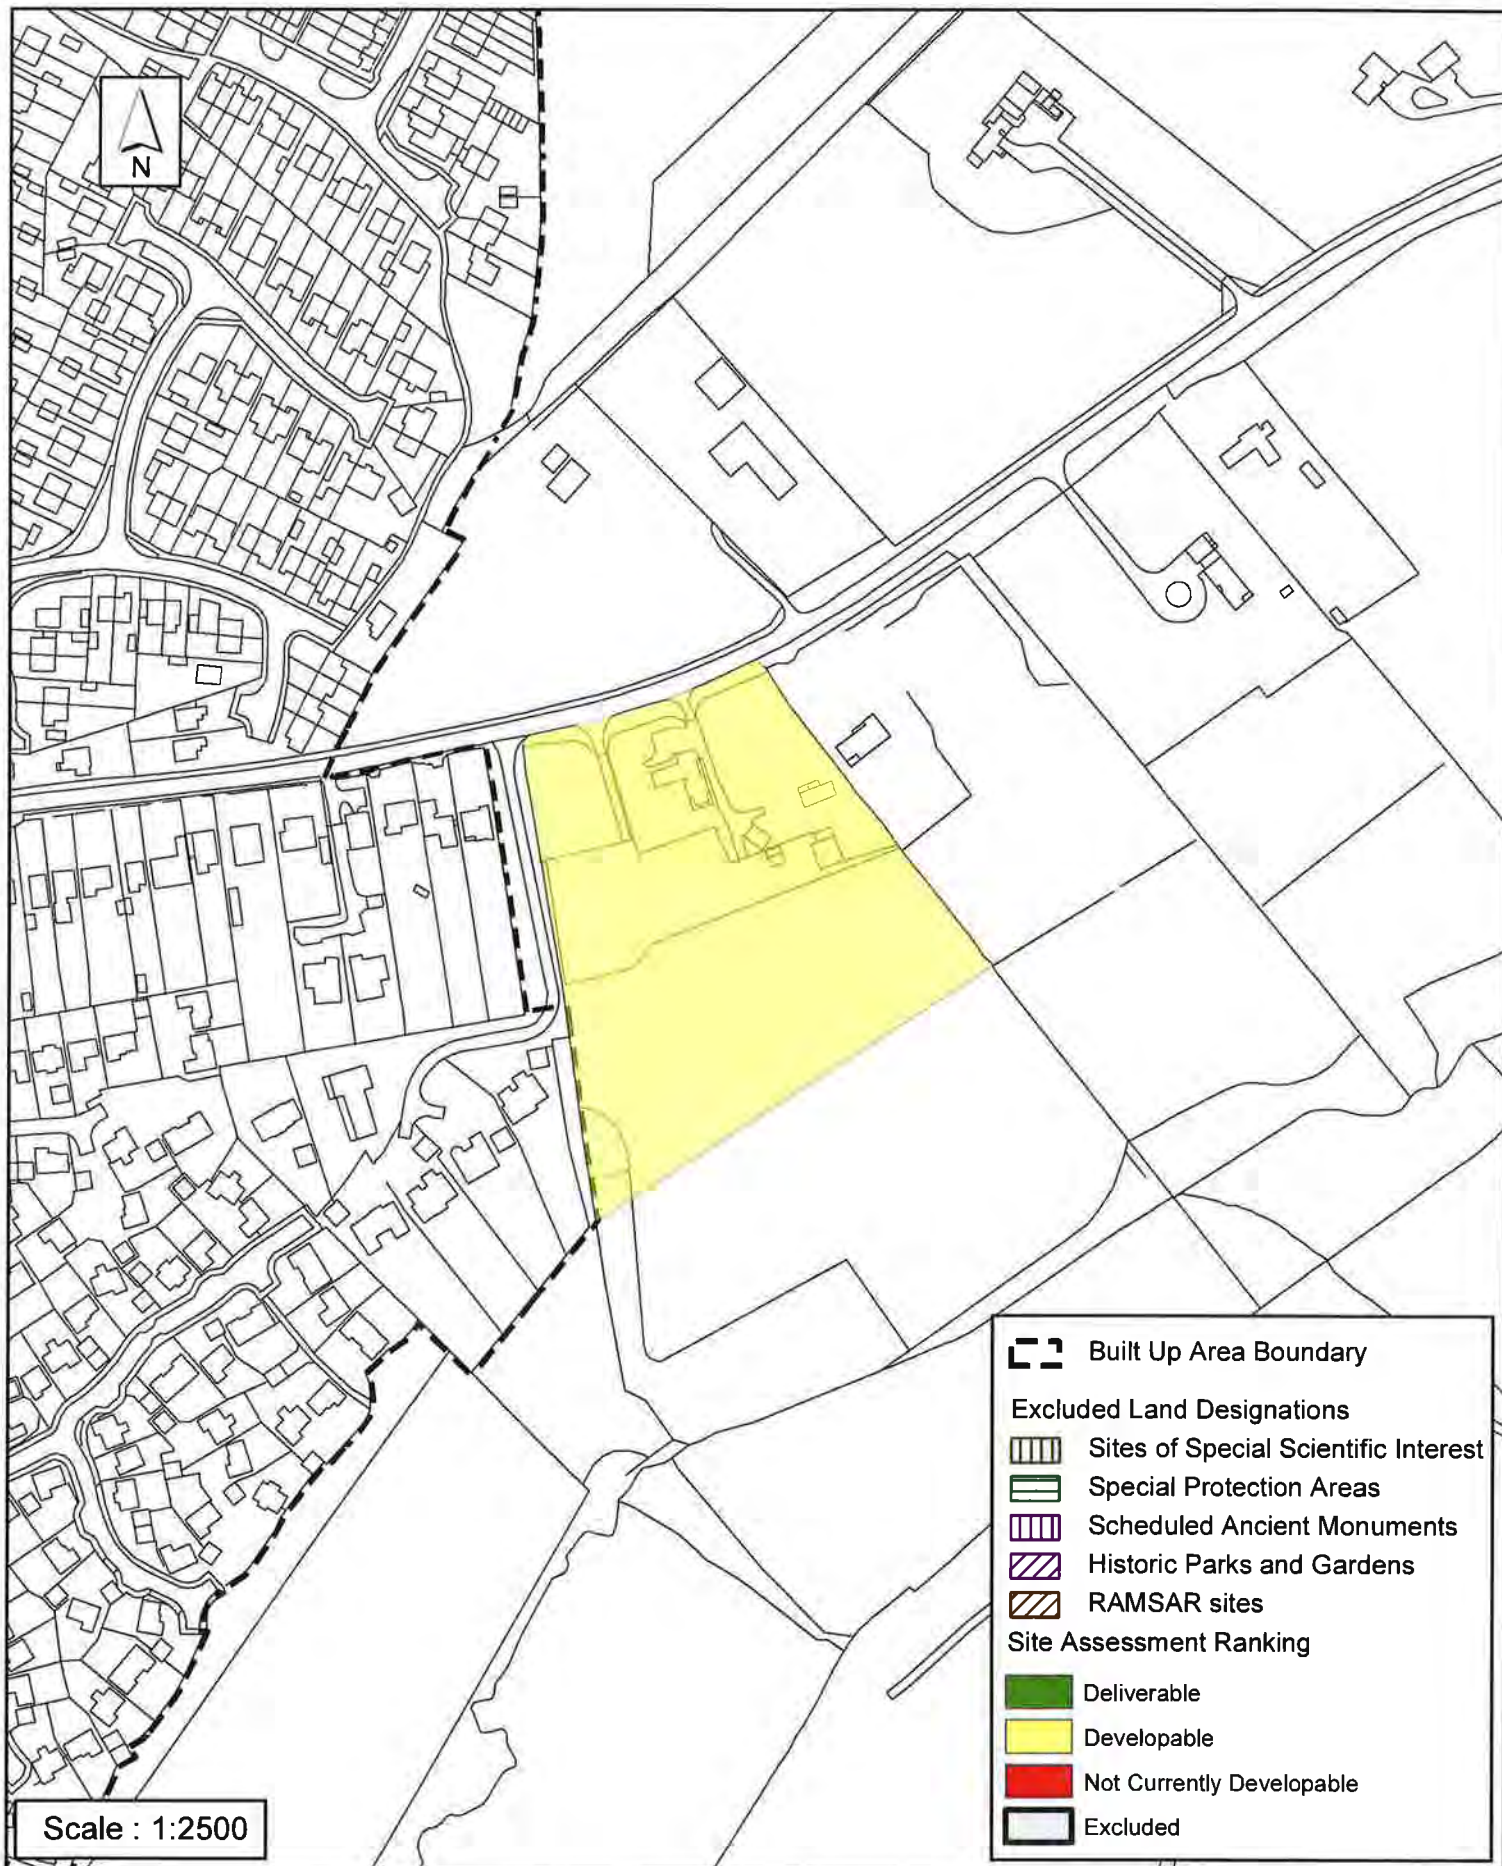 N
Built Up Area Boundary
Excluded Land Designations
Sites of Special Scientific Interest
Special Protection Areas
Scheduled Ancient Monuments
Historic Parks and Gardens
RAMSAR sites
Site Assessment Ranking
Deliverable
Developable
Not Currently Developable
Excluded
Scale : 1:2500